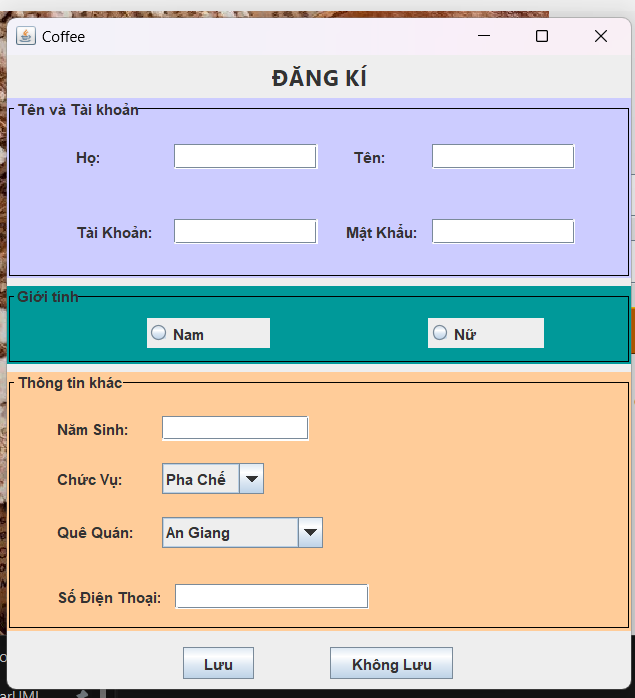 Coffee
ĐĂNG KÍ
Tên và Tài khoản
Họ:
Tên:
Tài Khoản:
Mật Khẩu:
Giới tính
Nam
Nữ
Thông tin khác
Năm Sinh:
Chức Vụ:
Pha Chế
Quê Quán:
An Giang
Số Điện Thoại:
Lưu
Không Lưu